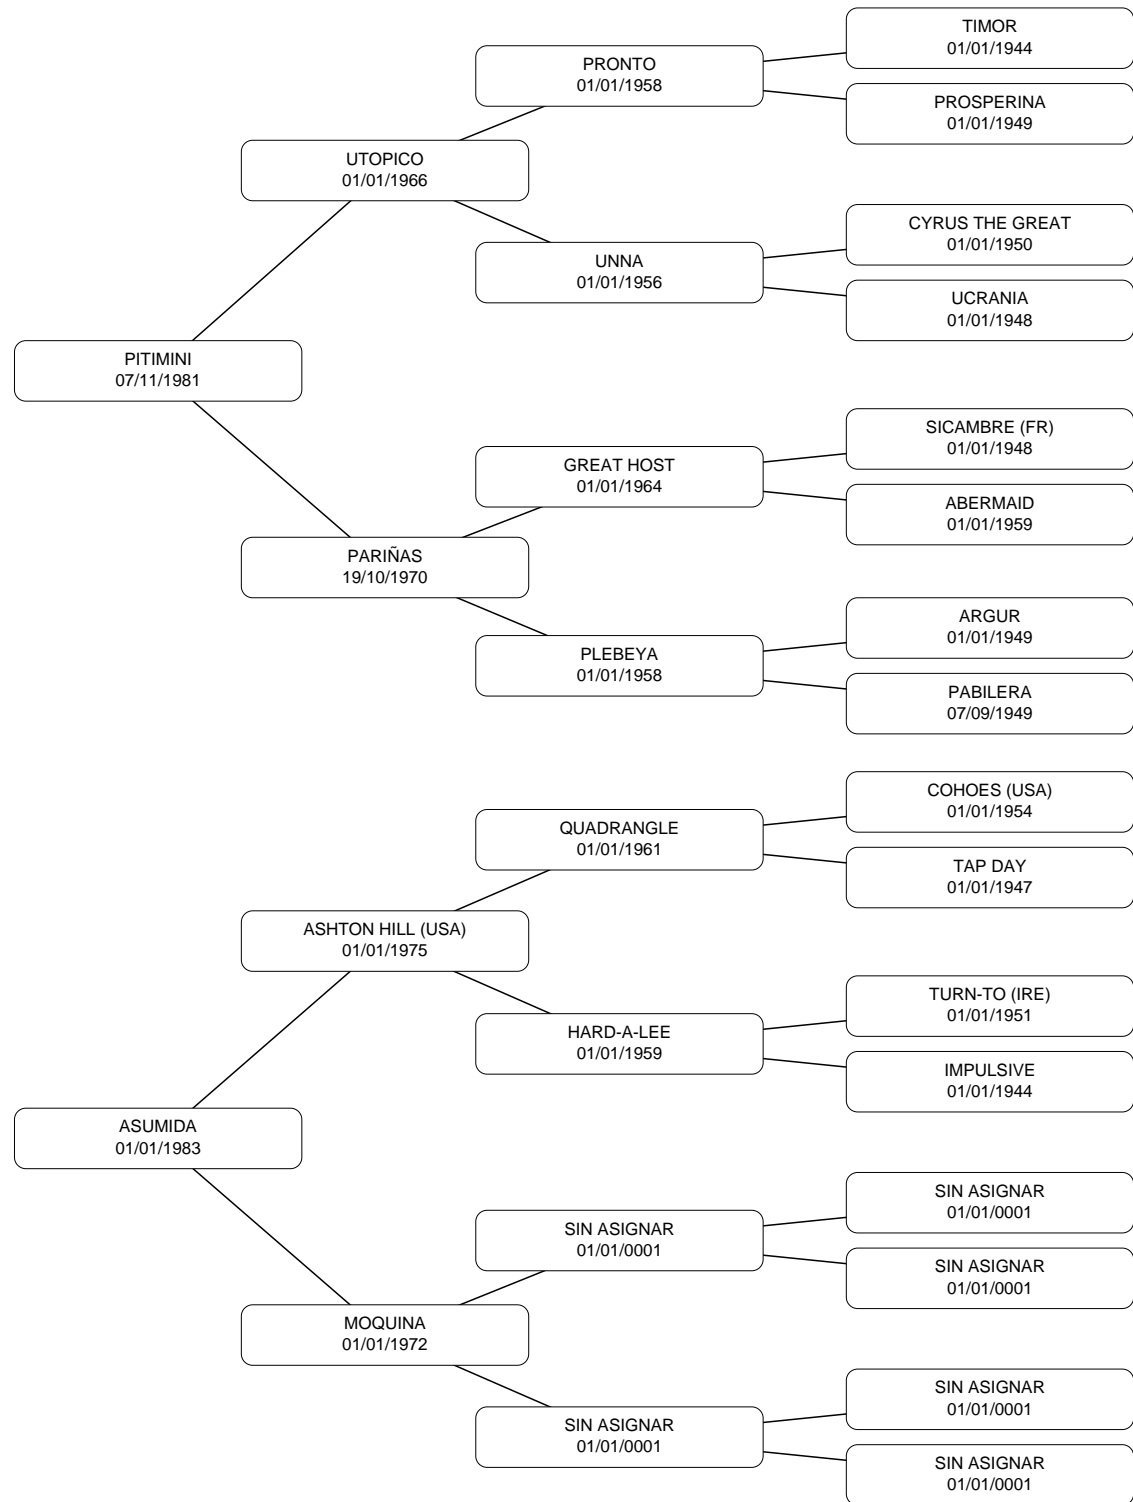 TIMOR
01/01/1944
PRONTO
01/01/1958
PROSPERINA
01/01/1949
UTOPICO
01/01/1966
CYRUS THE GREAT
01/01/1950
UNNA
01/01/1956
UCRANIA
01/01/1948
PITIMINI
07/11/1981
SICAMBRE (FR)
01/01/1948
GREAT HOST
01/01/1964
ABERMAID
01/01/1959
PARIÑAS
19/10/1970
ARGUR
01/01/1949
PLEBEYA
01/01/1958
PABILERA
07/09/1949
COHOES (USA)
01/01/1954
QUADRANGLE
01/01/1961
TAP DAY
01/01/1947
ASHTON HILL (USA)
01/01/1975
TURN-TO (IRE)
01/01/1951
HARD-A-LEE
01/01/1959
IMPULSIVE
01/01/1944
ASUMIDA
01/01/1983
SIN ASIGNAR
01/01/0001
SIN ASIGNAR
01/01/0001
SIN ASIGNAR
01/01/0001
MOQUINA
01/01/1972
SIN ASIGNAR
01/01/0001
SIN ASIGNAR
01/01/0001
SIN ASIGNAR
01/01/0001